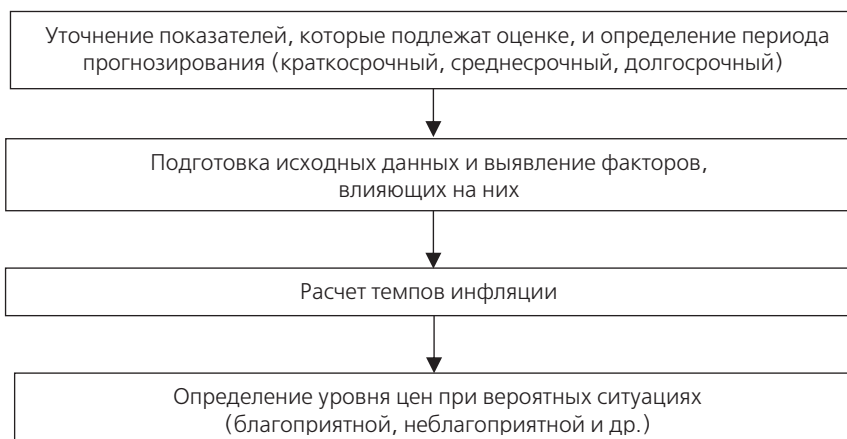 Уточнение показателей, которые подлежат оценке, и определение периода
прогнозирования (краткосрочный, среднесрочный, долгосрочный)
Подготовка исходных данных и выявление факторов,
влияющих на них
Расчет темпов инфляции
Определение уровня цен при вероятных ситуациях
(благоприятной, неблагоприятной и др.)